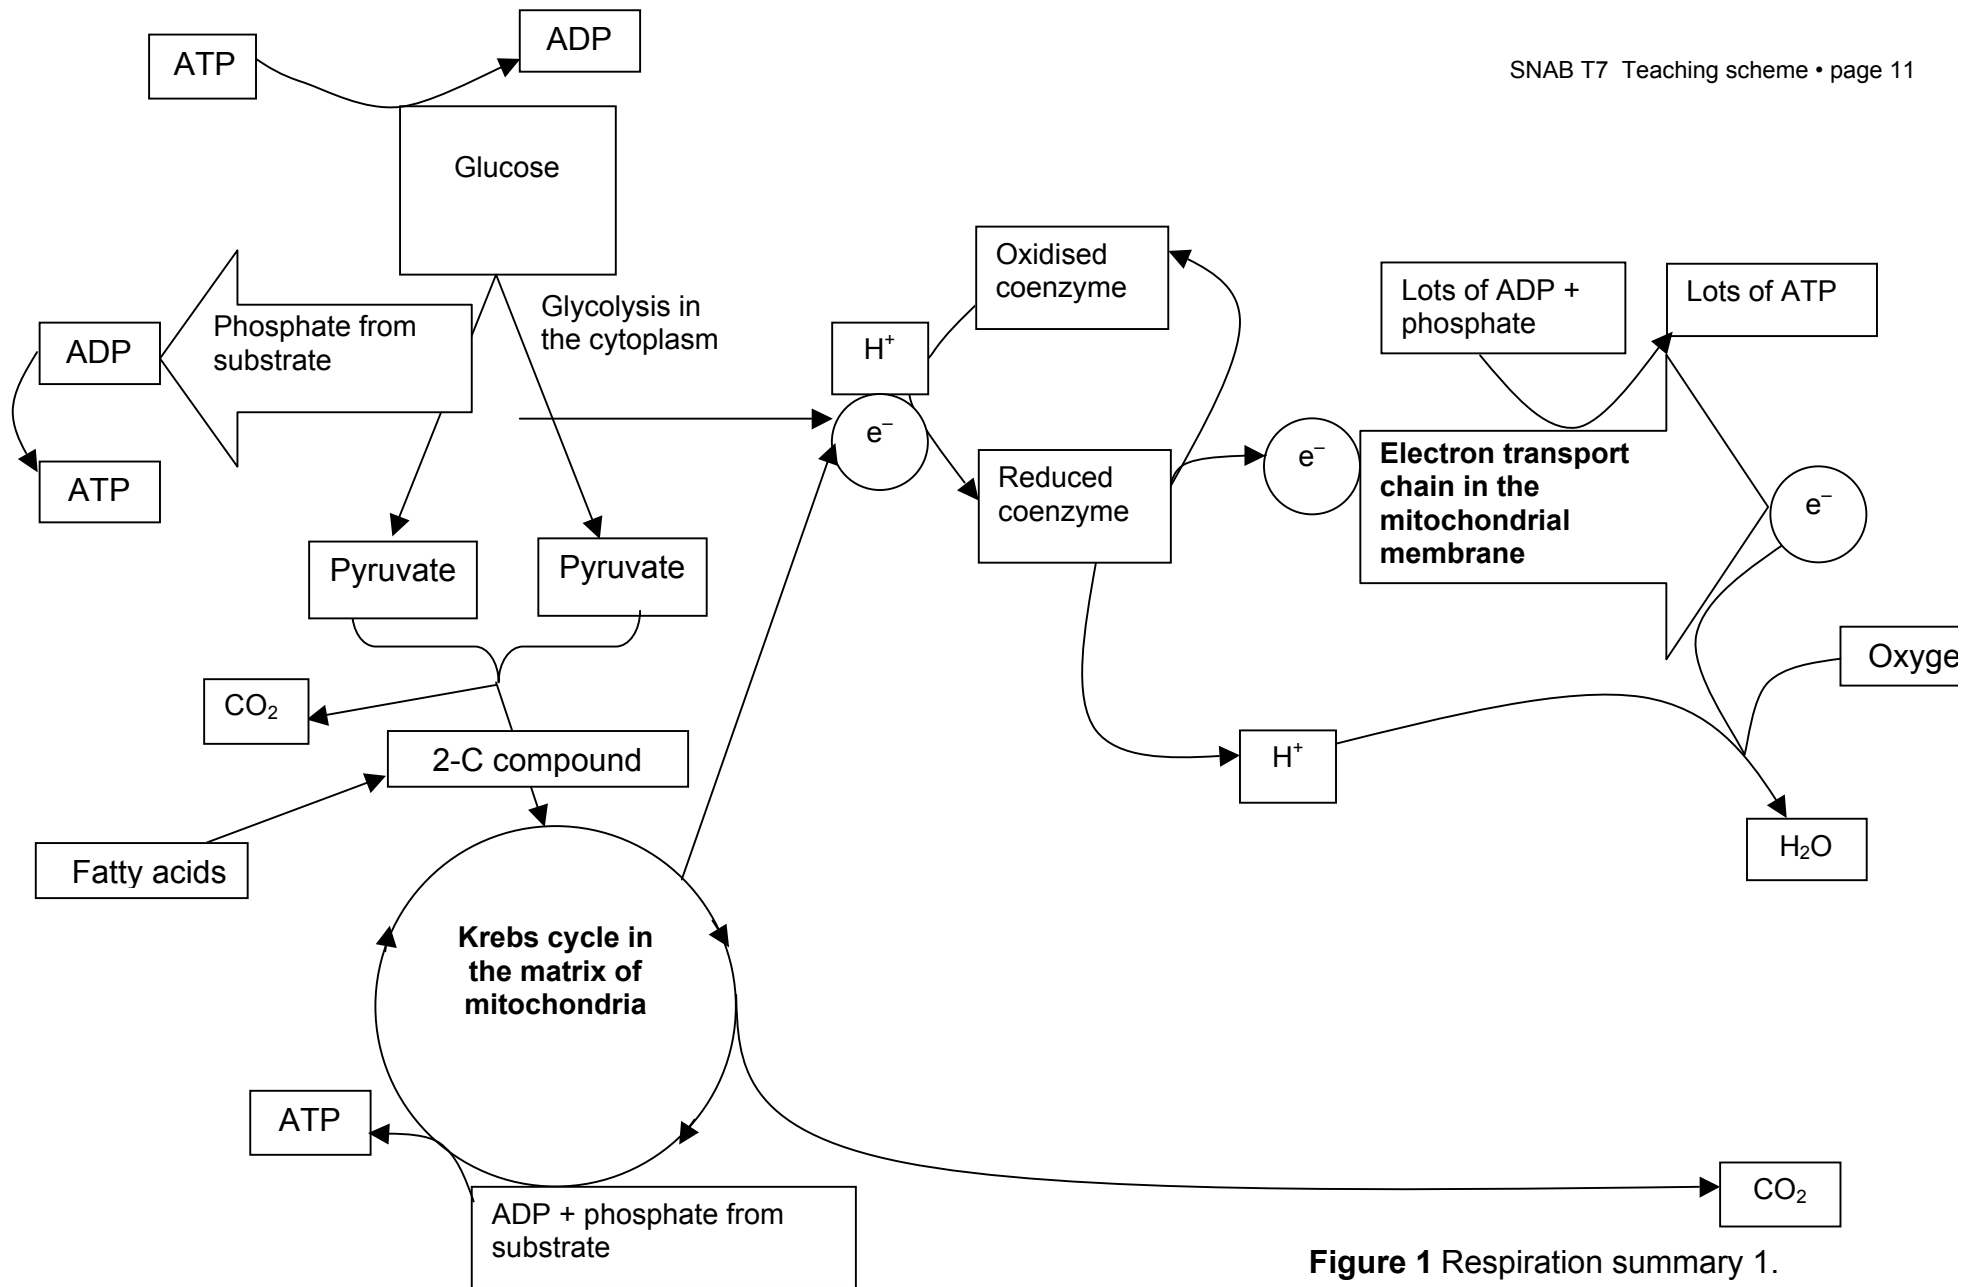 ATP
ADP
SNAB T7 Teaching scheme • page 11
Glucose
Glycolysis in
the cytoplasm
Phosphate from
substrate
ADP
ATP
Pyruvate
Pyruvate
CO₂
2-C compound
Fatty acids
Krebs cycle in
the matrix of
mitochondria
ATP
ADP + phosphate from
substrate
Oxidised
coenzyme
H⁺
e⁻
Reduced
coenzyme
e⁻
Lots of ADP +
phosphate
Lots of ATP
Electron transport
chain in the
mitochondrial
membrane
e⁻
Oxyge
H⁺
H₂O
CO₂
Figure 1 Respiration summary 1.